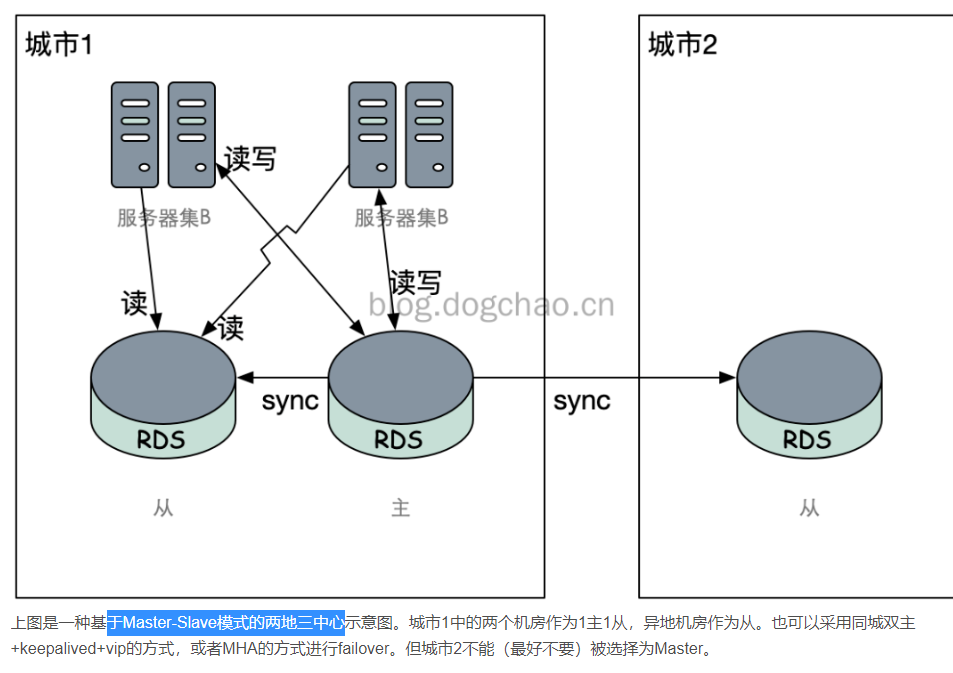 城市1
城市2
读写
服务器集B
服务器集B
读写
读
读
blog.dogchao.cn
sync
sync
RDS
RDS
RDS
从
主
从
上图是一种基于Master-Slave模式的两地三中心示意图。城市1中的两个机房作为1主1从，异地机房作为从。也可以采用同城双主
+keepalived+vip的方式，或者MHA的方式进行failover。但城市2不能（最好不要）被选择为Master。